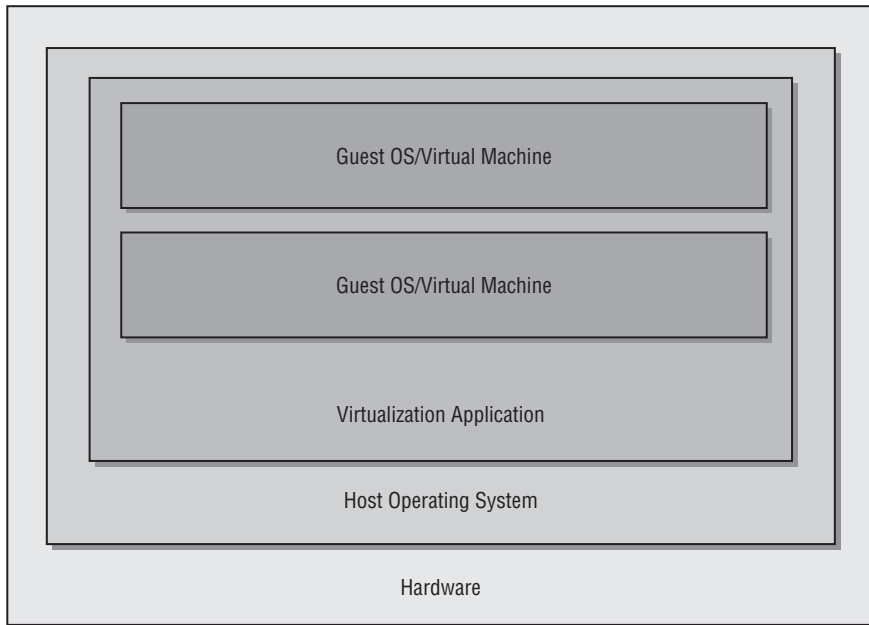 Guest OS/Virtual Machine
Guest OS/Virtual Machine
Virtualization Application
Host Operating System
Hardware